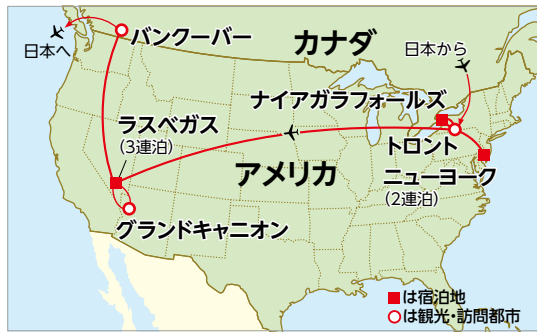 バンクーバー
カナダ
日本へ
日本から
ナイアガラフォールズ
ラスベガス
(3連泊)
トロント
アメリカ
ニューヨーク
(2連泊)
グランドキャニオン
■は宿泊地
○は観光・訪問都市